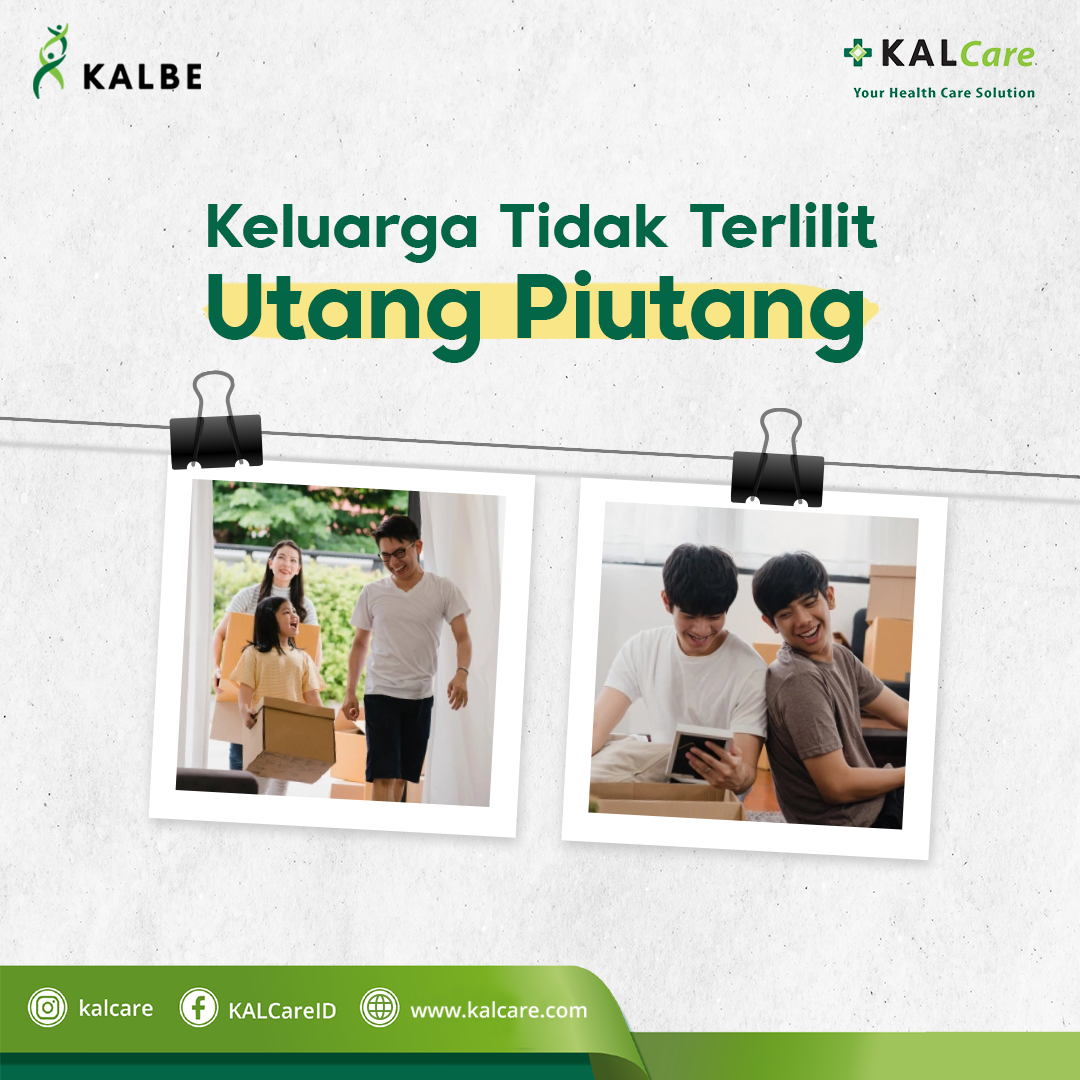 KALBE
KALCare
Your Health Care Solution
Keluarga Tidak Terlilit
Utang Piutang
kalcare
KALCareID
www.kalcare.com